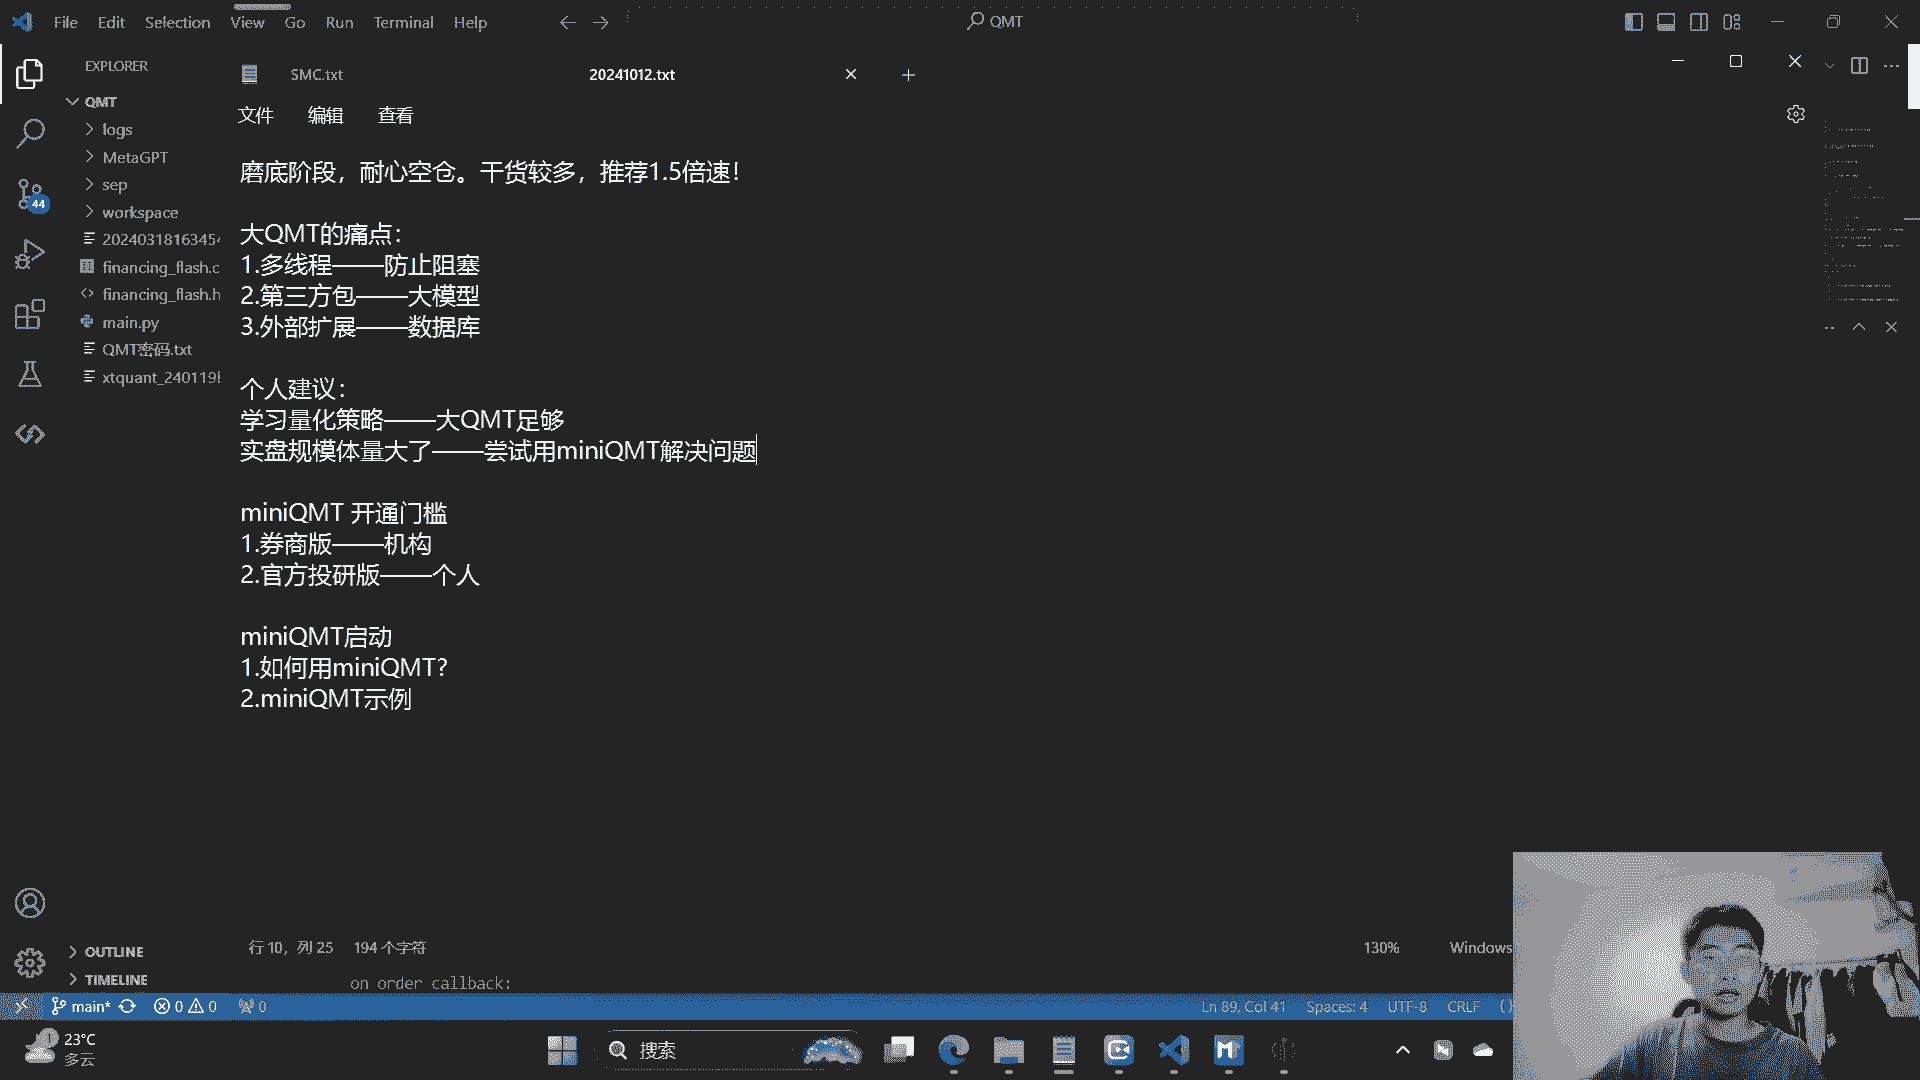 File Edit Selection View Go Run Terminal Help
QMT
EXPLORER
SMC.txt
20241012.txt
QMT
文件 编辑 查看
logs
MetaGPT
sep
workspace
44
20240318163454
financing_flash.c
financing_flash.h
main.py
QMT密码.txt
xtquant_240119
磨底阶段，耐心空仓。干货较多，推荐1.5倍速！
大QMT的痛点：
1.多线程——防止阻塞
2.第三方包——大模型
3.外部扩展——数据库
个人建议：
学习量化策略——大QMT足够
实盘规模体量大了——尝试用miniQMT解决问题
miniQMT 开通门槛
1.券商版——机构
2.官方投研版——个人
miniQMT启动
1.如何用miniQMT？
2.miniQMT示例
OUTLINE
TIMELINE
行 10，列 25 194 个字符
130%
Windows
on order callback:
main* 0 0 0
Ln 89, Col 41 Spaces: 4 UTF-8 CRLF { }
23°C
多云
搜索